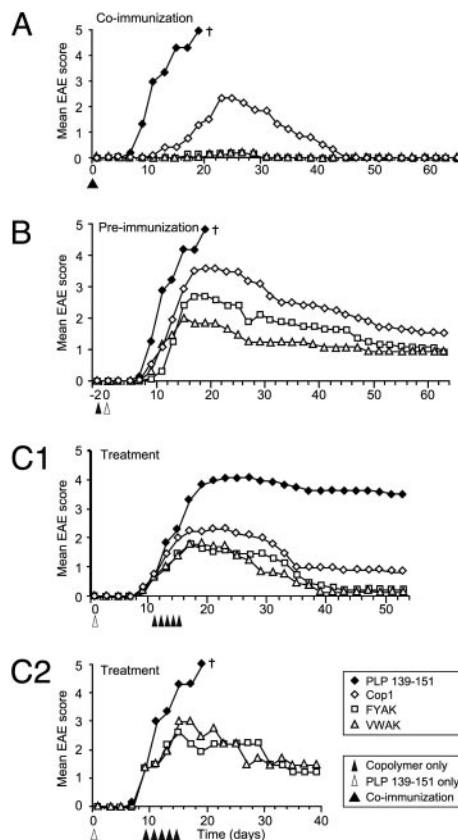 A
Co-immunization
Mean EAE score
5
4
3
2
1
0
†
0 10 20 30 40 50 60
B
Pre-immunization
Mean EAE score
5
4
3
2
1
0
†
-20 10 20 30 40 50 60
C1
Treatment
Mean EAE score
5
4
3
2
1
0
0 10 20 30 40 50
C2
Treatment
Mean EAE score
5
4
3
2
1
0
†
0 10 20 30 40
Time (days)
PLP 139-151
Cop1
FYAK
VWAK
Copolymer only
PLP 139-151 only
Co-immunization